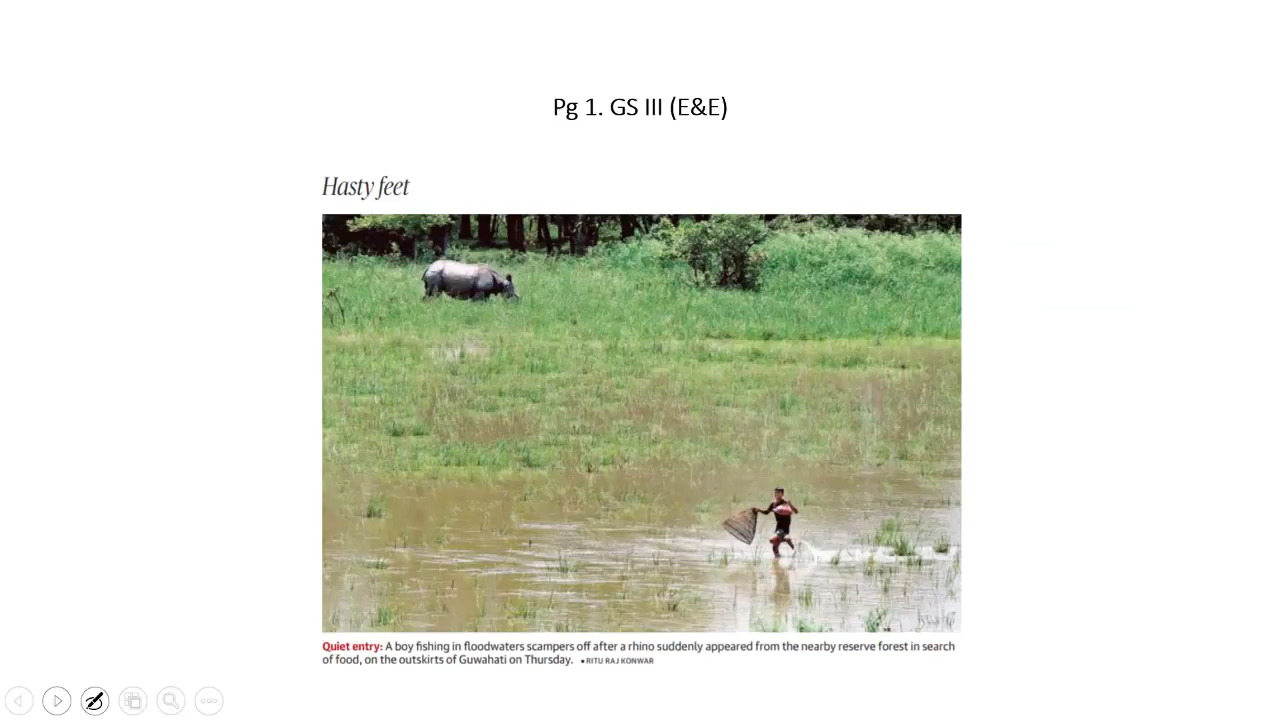 Pg 1. GS III (E&E)
Hasty feet
Quiet entry: A boy fishing in floodwaters scampers off after a rhino suddenly appeared from the nearby reserve forest in search
of food, on the outskirts of Guwahati on Thursday. • RITU RAJ KONWAR